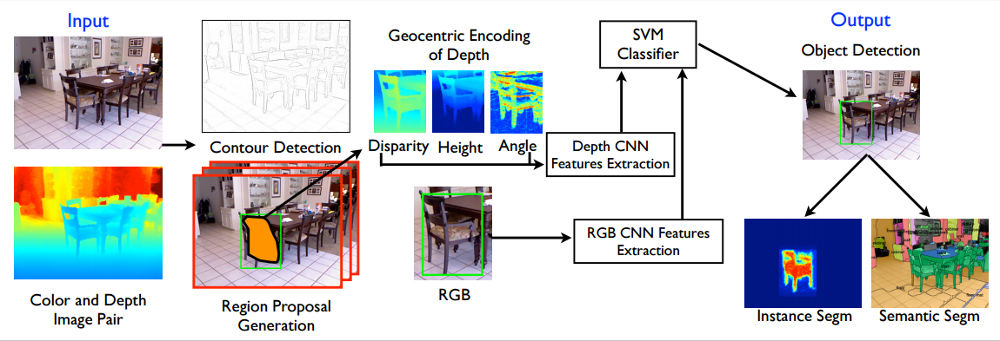 Input
Color and Depth
Image Pair
Contour Detection
Region Proposal
Generation
Geocentric Encoding
of Depth
Disparity
Height
Angle
RGB
Depth CNN
Features Extraction
RGB CNN Features
Extraction
SVM
Classifier
Output
Object Detection
Instance Segm
Semantic Segm